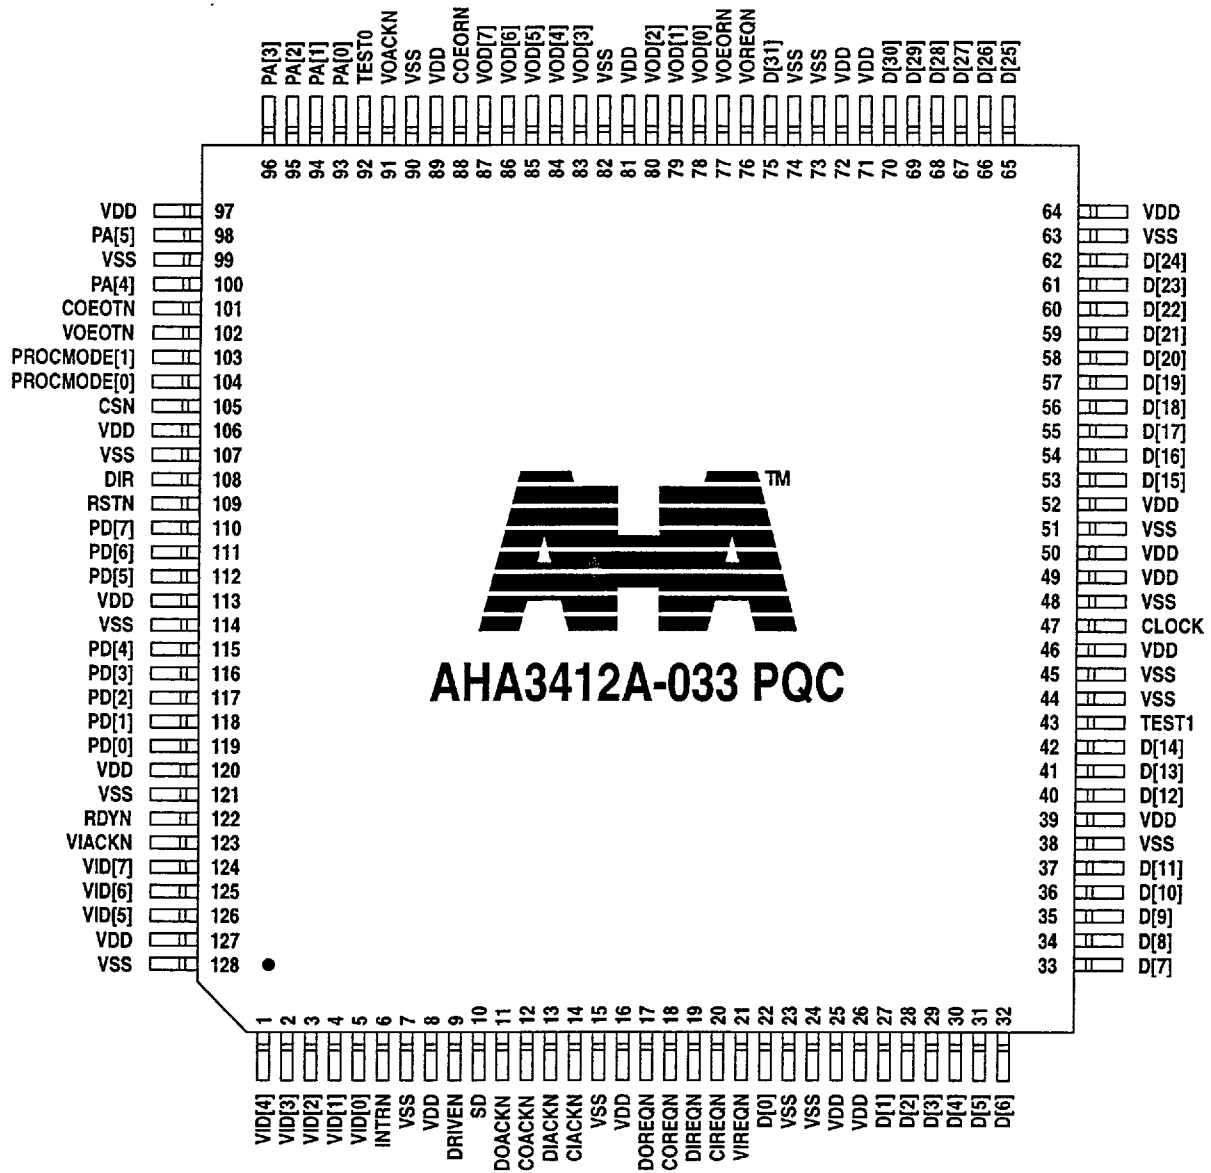 PA[3] PA[2] PA[1] PA[0] TEST0 VOACKN VSS VDD COEORN VOD[7] VOD[6] VOD[5] VOD[4] VOD[3] VSS VDD VOD[2] VOD[1] VOD[0] VOEORN VOREQN D[31] VSS VSS VDD VDD D[30] D[29] D[28] D[27] D[26] D[25]
96 95 94 93 92 91 90 89 88 87 86 85 84 83 82 81 80 79 78 77 76 75 74 73 72 71 70 69 68 67 66 65
VDD 97 64 VDD
PA[5] 98 63 VSS
VSS 99 62 D[24]
PA[4] 100 61 D[23]
COEOTN 101 60 D[22]
VOEOTN 102 59 D[21]
PROCMODE[1] 103 58 D[20]
PROCMODE[0] 104 57 D[19]
CSN 105 56 D[18]
VDD 106 55 D[17]
VSS 107 54 D[16]
DIR 108 53 D[15]
RSTN 109 52 VDD
PD[7] 110 51 VSS
PD[6] 111 50 VDD
PD[5] 112 49 VDD
VDD 113 48 VSS
VSS 114 47 CLOCK
PD[4] 115 46 VDD
PD[3] 116 45 VSS
PD[2] 117 44 VSS
PD[1] 118 43 TEST1
PD[0] 119 42 D[14]
VDD 120 41 D[13]
VSS 121 40 D[12]
RDYN 122 39 VDD
VIACKN 123 38 VSS
VID[7] 124 37 D[11]
VID[6] 125 36 D[10]
VID[5] 126 35 D[9]
VDD 127 34 D[8]
VSS 128 33 D[7]
AHA TM
AHA3412A-033 PQC
1 2 3 4 5 6 7 8 9 10 11 12 13 14 15 16 17 18 19 20 21 22 23 24 25 26 27 28 29 30 31 32
VID[4] VID[3] VID[2] VID[1] VID[0] INTRN VSS VDD DRIVEN SD DOACKN COACKN DIACKN CIACKN VSS VDD DOREQN COREQN DIREQN CIREQN VIREQN D[0] VSS VSS VDD VDD D[1] D[2] D[3] D[4] D[5] D[6]